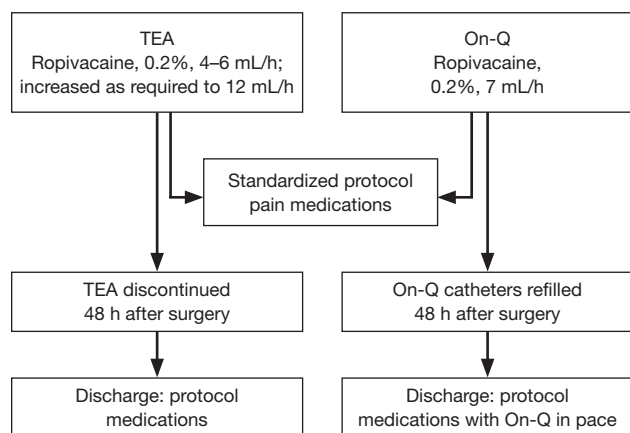 TEA
Ropivacaine, 0.2%, 4–6 mL/h;
increased as required to 12 mL/h
On-Q
Ropivacaine,
0.2%, 7 mL/h
Standardized protocol
pain medications
TEA discontinued
48 h after surgery
On-Q catheters refilled
48 h after surgery
Discharge: protocol
medications
Discharge: protocol
medications with On-Q in pace